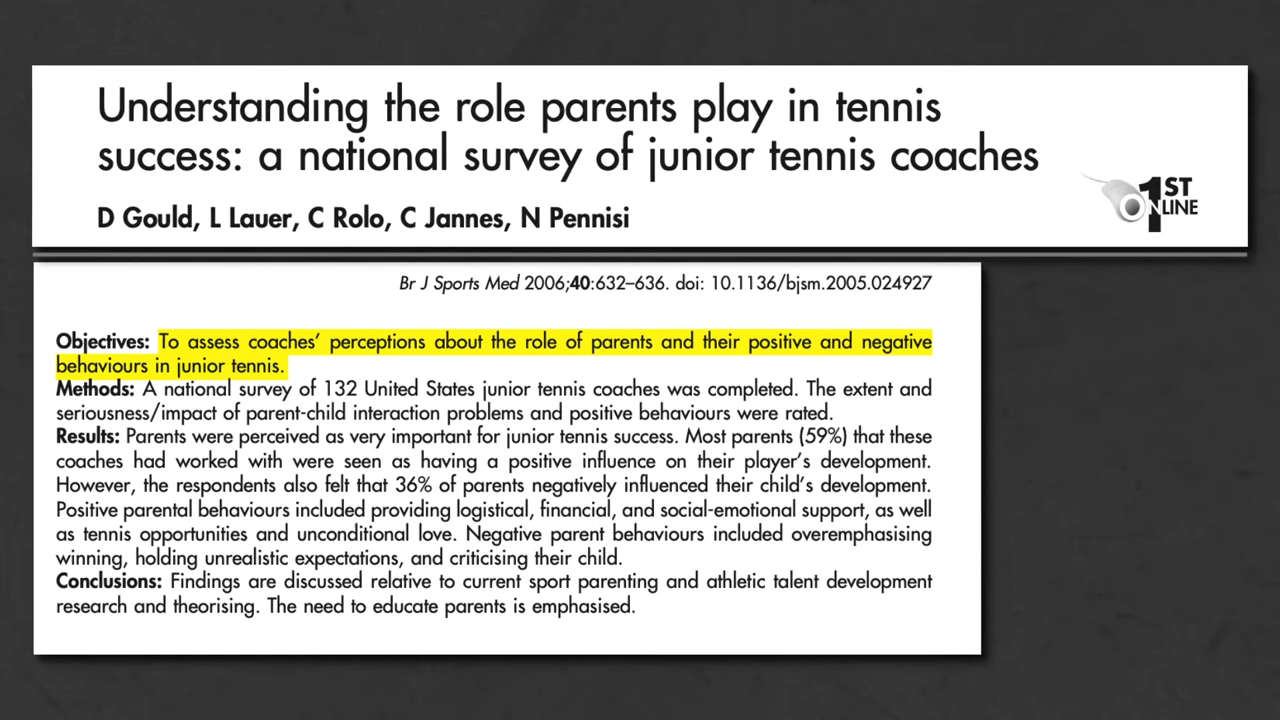 Understanding the role parents play in tennis
success: a national survey of junior tennis coaches
1ST
ONLINE
D Gould, L Lauer, C Rolo, C Jannes, N Pennisi
Br J Sports Med 2006;40:632–636. doi: 10.1136/bjsm.2005.024927
Objectives: To assess coaches’ perceptions about the role of parents and their positive and negative
behaviours in junior tennis.
Methods: A national survey of 132 United States junior tennis coaches was completed. The extent and
seriousness/impact of parent-child interaction problems and positive behaviours were rated.
Results: Parents were perceived as very important for junior tennis success. Most parents (59%) that these
coaches had worked with were seen as having a positive influence on their player’s development.
However, the respondents also felt that 36% of parents negatively influenced their child’s development.
Positive parental behaviours included providing logistical, financial, and social-emotional support, as well
as tennis opportunities and unconditional love. Negative parent behaviours included overemphasising
winning, holding unrealistic expectations, and criticising their child.
Conclusions: Findings are discussed relative to current sport parenting and athletic talent development
research and theorising. The need to educate parents is emphasised.